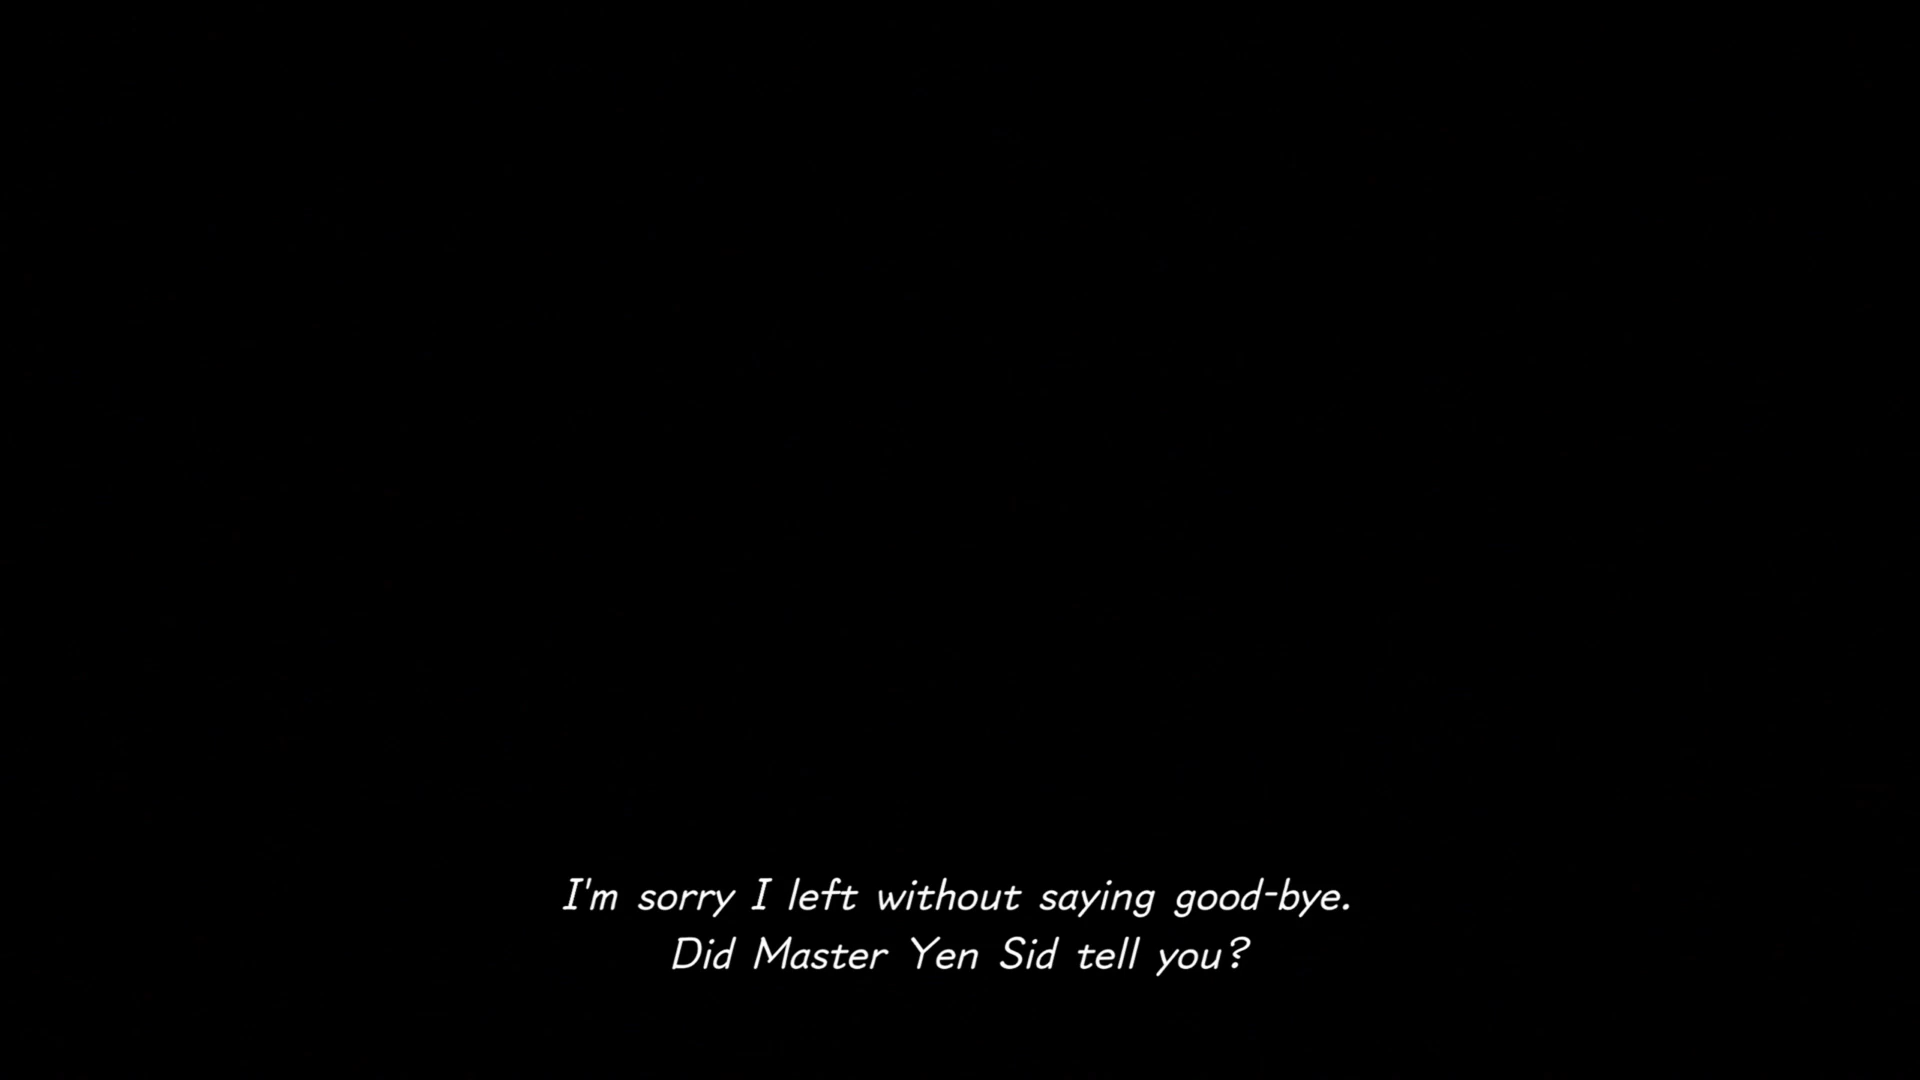 I'm sorry I left without saying good-bye.
Did Master Yen Sid tell you?